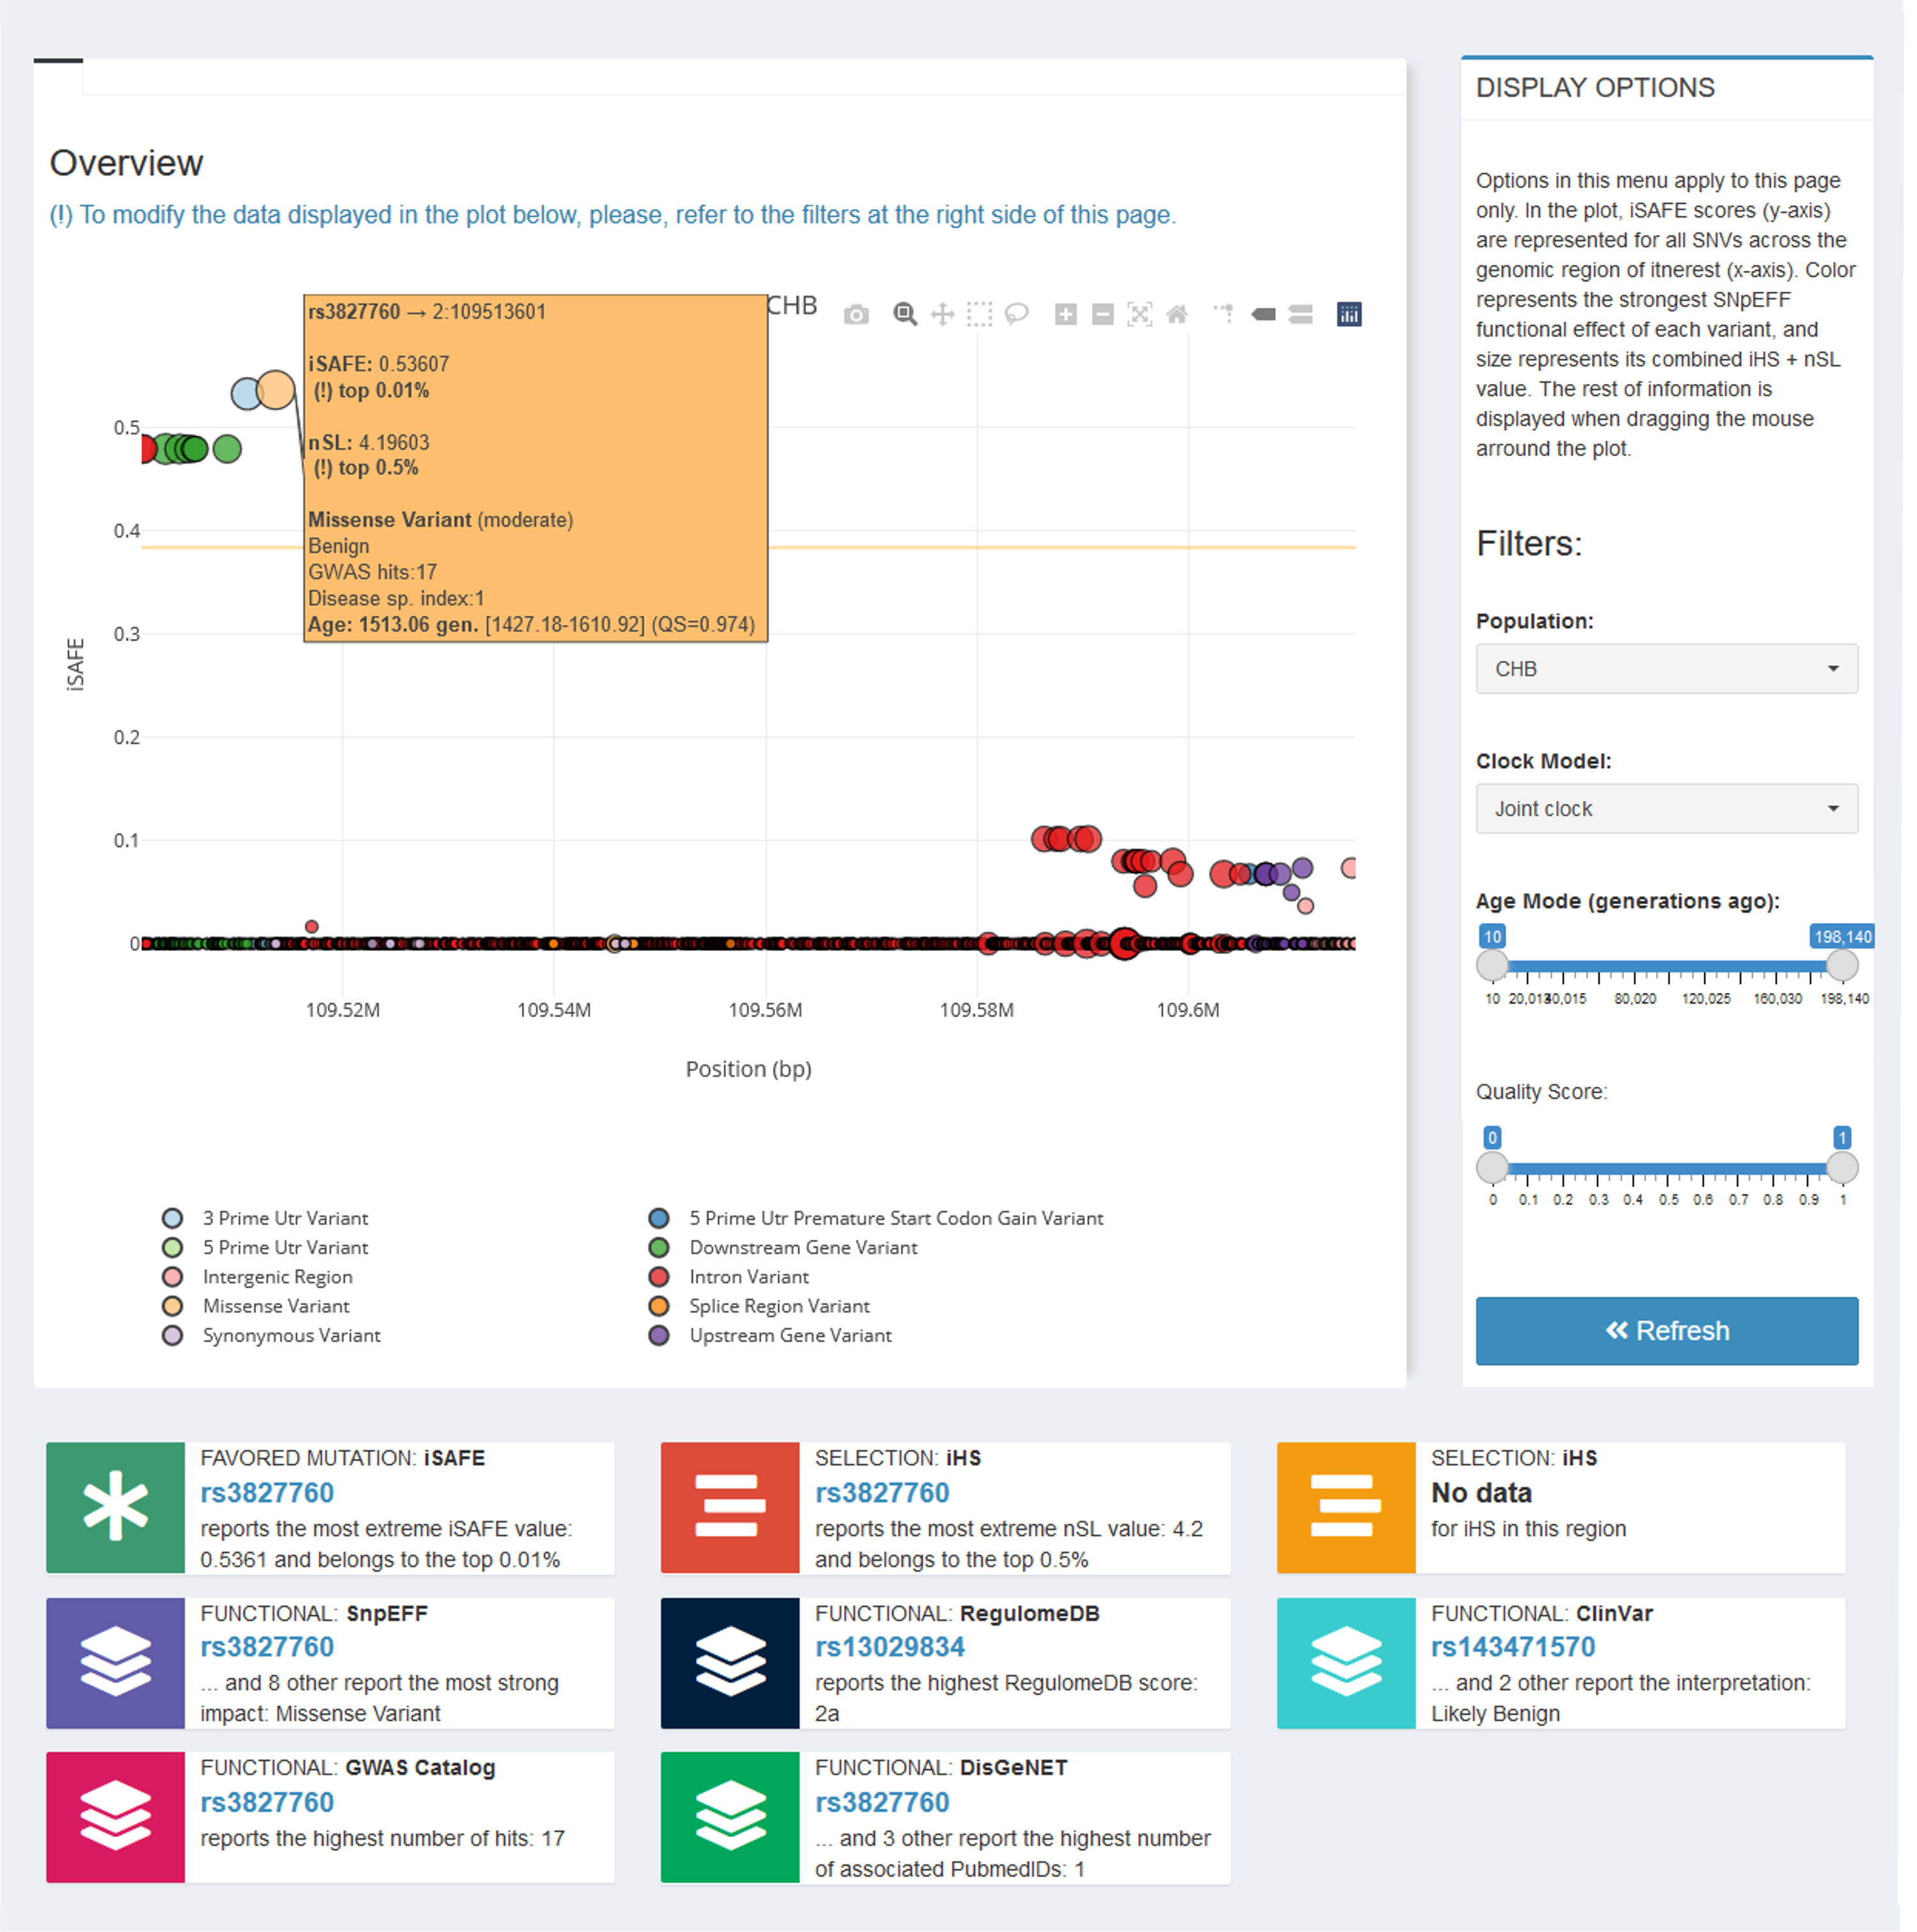 Overview
(!) To modify the data displayed in the plot below, please, refer to the filters at the right side of this page.
CHB
rs3827760 → 2:109513601
iSAFE: 0.53607
(!) top 0.01%
nSL: 4.19603
(!) top 0.5%
Missense Variant (moderate)
Benign
GWAS hits:17
Disease sp. index:1
Age: 1513.06 gen. [1427.18-1610.92] (QS=0.974)
iSAFE
0.5
0.4
0.3
0.2
0.1
0
109.52M 109.54M 109.56M 109.58M 109.6M
Position (bp)
3 Prime Utr Variant
5 Prime Utr Premature Start Codon Gain Variant
5 Prime Utr Variant
Downstream Gene Variant
Intergenic Region
Intron Variant
Missense Variant
Splice Region Variant
Synonymous Variant
Upstream Gene Variant
DISPLAY OPTIONS
Options in this menu apply to this page
only. In the plot, iSAFE scores (y-axis)
are represented for all SNVs across the
genomic region of itnerest (x-axis). Color
represents the strongest SNpEFF
functional effect of each variant, and
size represents its combined iHS + nSL
value. The rest of information is
displayed when dragging the mouse
arround the plot.
Filters:
Population:
CHB
Clock Model:
Joint clock
Age Mode (generations ago):
10 198,140
10 20,013 40,015 80,020 120,025 160,030 198,140
Quality Score:
0 1
0 0.1 0.2 0.3 0.4 0.5 0.6 0.7 0.8 0.9 1
Refresh
FAVORED MUTATION: iSAFE
rs3827760
reports the most extreme iSAFE value:
0.5361 and belongs to the top 0.01%
SELECTION: iHS
rs3827760
reports the most extreme nSL value: 4.2
and belongs to the top 0.5%
SELECTION: iHS
No data
for iHS in this region
FUNCTIONAL: SnpEFF
rs3827760
... and 8 other report the most strong
impact: Missense Variant
FUNCTIONAL: RegulomeDB
rs13029834
reports the highest RegulomeDB score:
2a
FUNCTIONAL: ClinVar
rs143471570
... and 2 other report the interpretation:
Likely Benign
FUNCTIONAL: GWAS Catalog
rs3827760
reports the highest number of hits: 17
FUNCTIONAL: DisGeNET
rs3827760
... and 3 other report the highest number
of associated PubmedIDs: 1